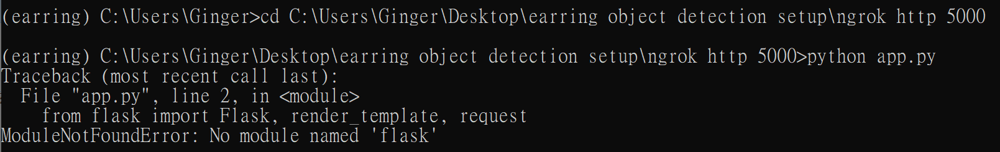 (earring) C:\Users\Ginger>cd C:\Users\Ginger\Desktop\earring object detection setup\ngrok http 5000
(earring) C:\Users\Ginger\Desktop\earring object detection setup\ngrok http 5000>python app.py
Traceback (most recent call last):
  File "app.py", line 2, in <module>
    from flask import Flask, render_template, request
ModuleNotFoundError: No module named 'flask'